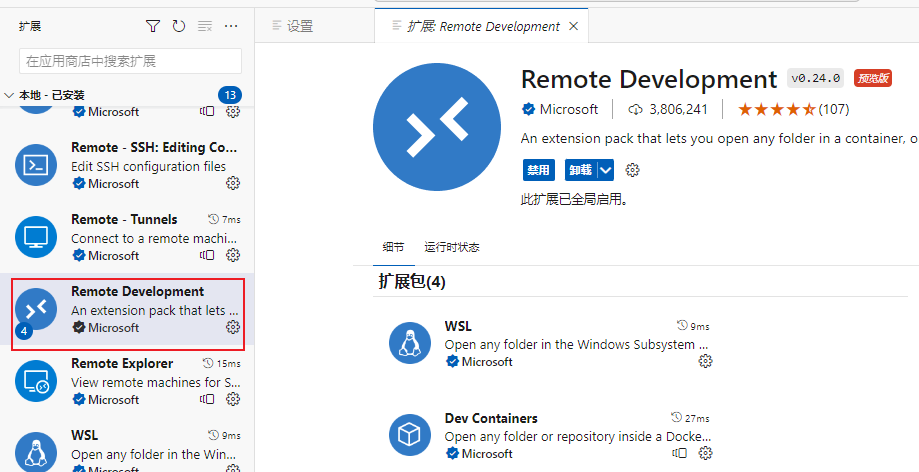 扩展
设置
扩展: Remote Development
在应用商店中搜索扩展
本地 - 已安装
13
Microsoft
Remote - SSH: Editing Co...
Edit SSH configuration files
Microsoft
Remote - Tunnels
7ms
Connect to a remote machi...
Microsoft
Remote Development
An extension pack that lets ...
4
Microsoft
Remote Explorer
15ms
View remote machines for S...
Microsoft
WSL
9ms
Open any folder in the Win...
Microsoft
Remote Development
v0.24.0
预览版
Microsoft
3,806,241
(107)
An extension pack that lets you open any folder in a container, o
禁用
卸载
此扩展已全局启用。
细节
运行时状态
扩展包(4)
WSL
9ms
Open any folder in the Windows Subsystem ...
Microsoft
Dev Containers
27ms
Open any folder or repository inside a Docke...
Microsoft